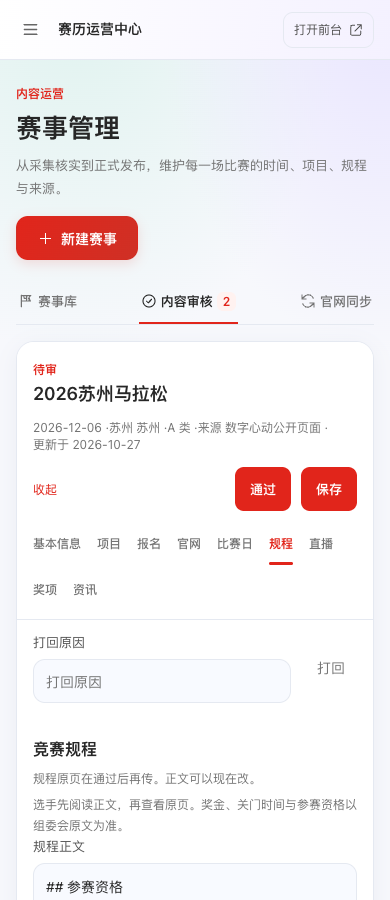 赛历运营中心
打开前台
内容运营
赛事管理
从采集核实到正式发布，维护每一场比赛的时间、项目、规程
与来源。
新建赛事
赛事库
内容审核 2
官网同步
待审
2026苏州马拉松
2026-12-06 ·苏州 苏州 ·A 类 ·来源 数字心动公开页面 ·
更新于 2026-10-27
收起
通过
保存
基本信息 项目 报名 官网 比赛日 规程 直播
奖项 资讯
打回原因
打回原因
打回
竞赛规程
规程原页在通过后再传。正文可以现在改。
选手先阅读正文，再查看原页。奖金、关门时间与参赛资格以
组委会原文为准。
规程正文
## 参赛资格